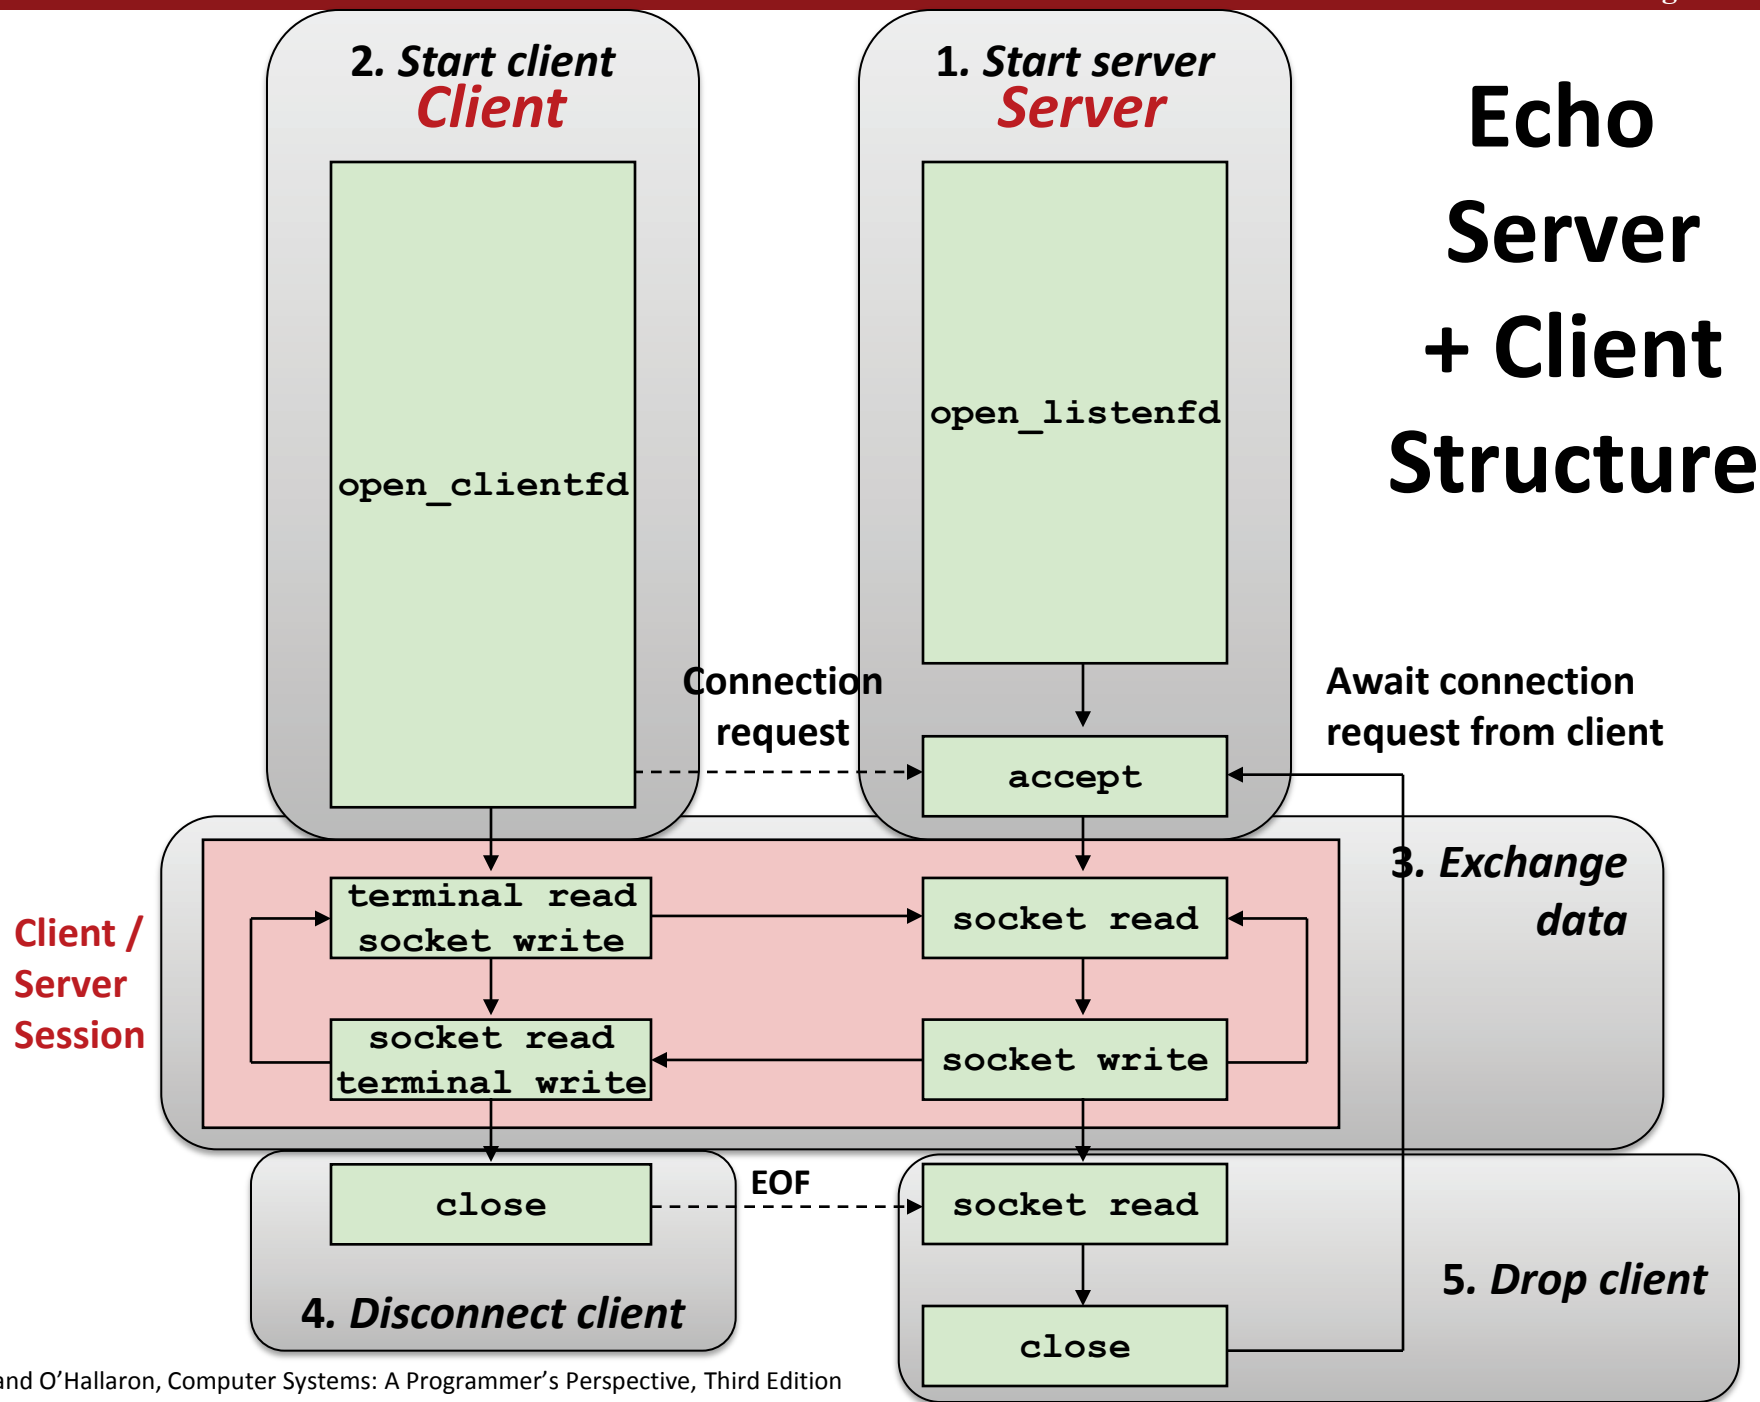 2. Start client
Client
1. Start server
Server
Echo
Server
+ Client
Structure
open_listenfd
open_clientfd
Connection
request
Await connection
request from client
accept
3. Exchange
data
terminal read
socket write
socket read
Client /
Server
Session
socket read
terminal write
socket write
close
EOF
socket read
4. Disconnect client
5. Drop client
close
and O'Hallaron, Computer Systems: A Programmer's Perspective, Third Edition